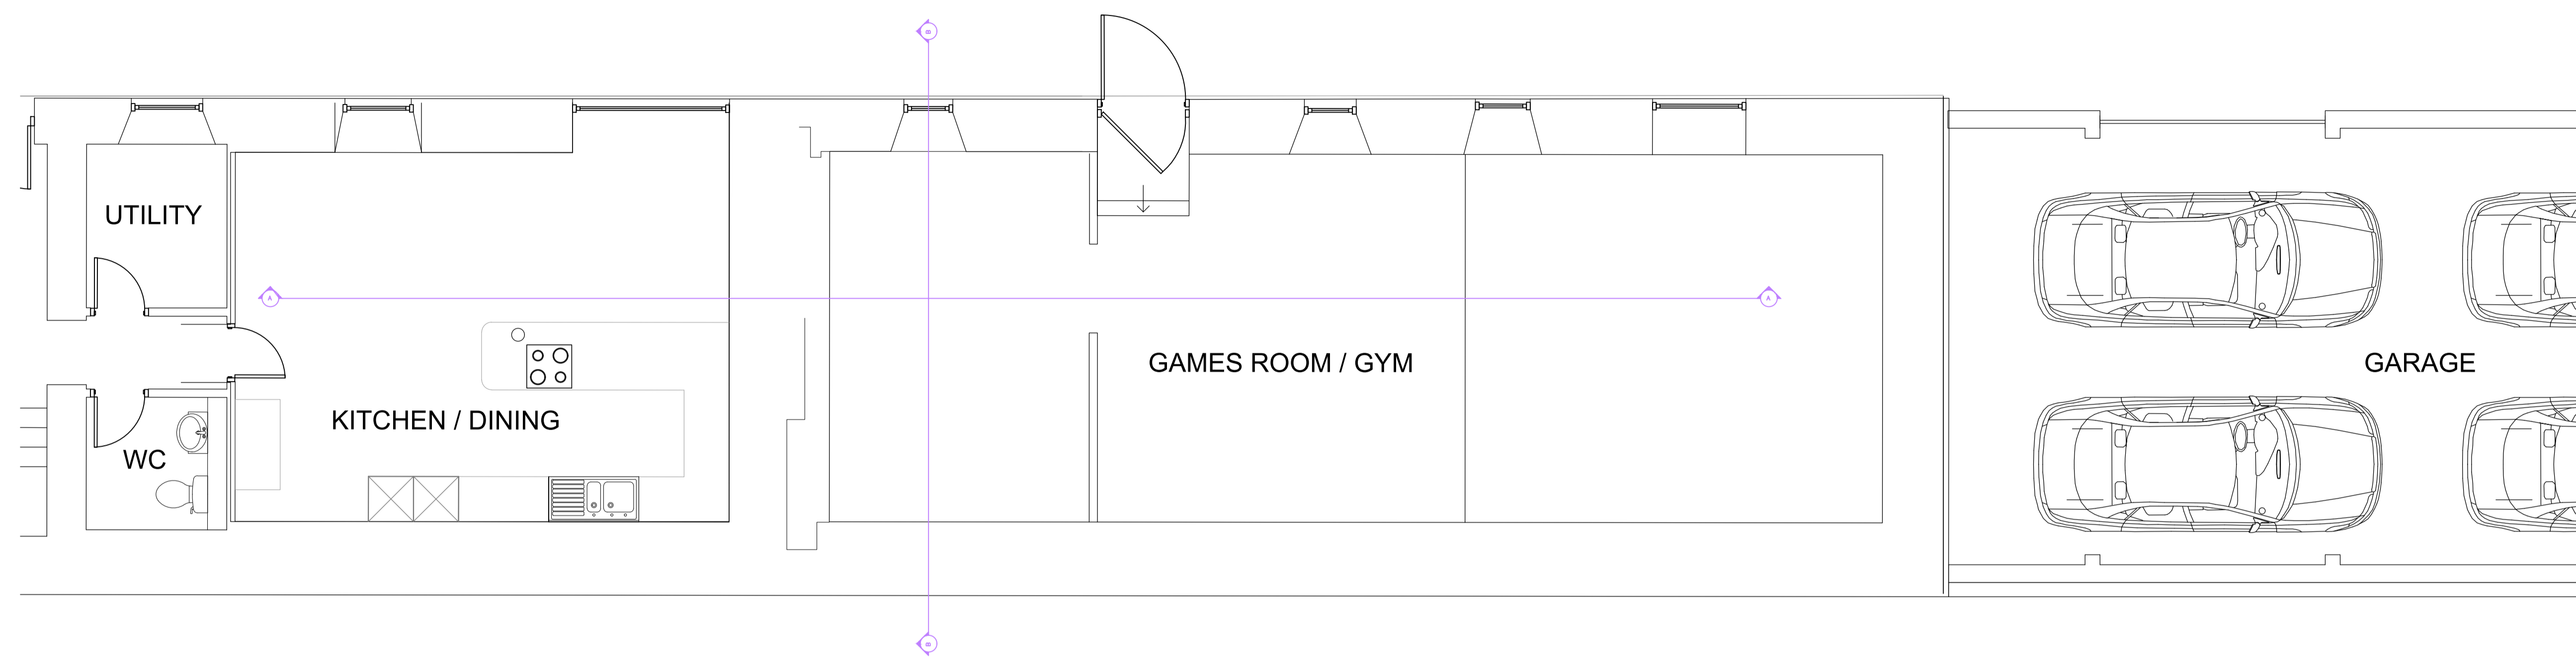 B
UTILITY
A
A
GAMES ROOM / GYM
GARAGE
KITCHEN / DINING
WC
B